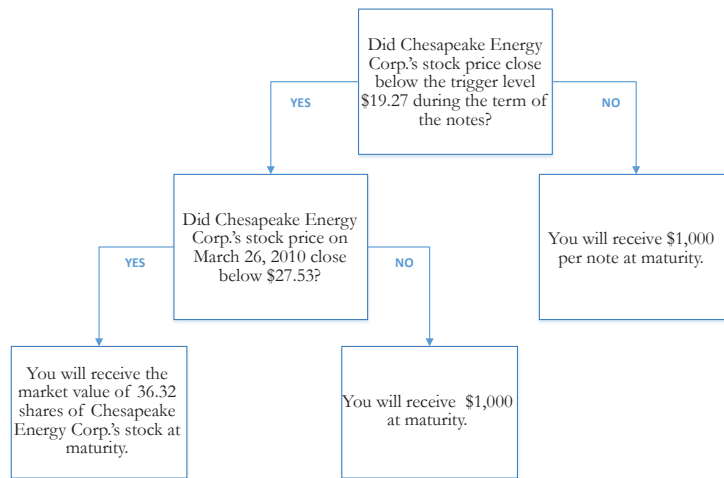 Did Chesapeake Energy
Corp.'s stock price close
below the trigger level
$19.27 during the term of
the notes?
YES
NO
Did Chesapeake Energy
Corp.'s stock price on
March 26, 2010 close
below $27.53?
You will receive $1,000
per note at maturity.
YES
NO
You will receive the
market value of 36.32
shares of Chesapeake
Energy Corp.'s stock at
maturity.
You will receive $1,000
at maturity.